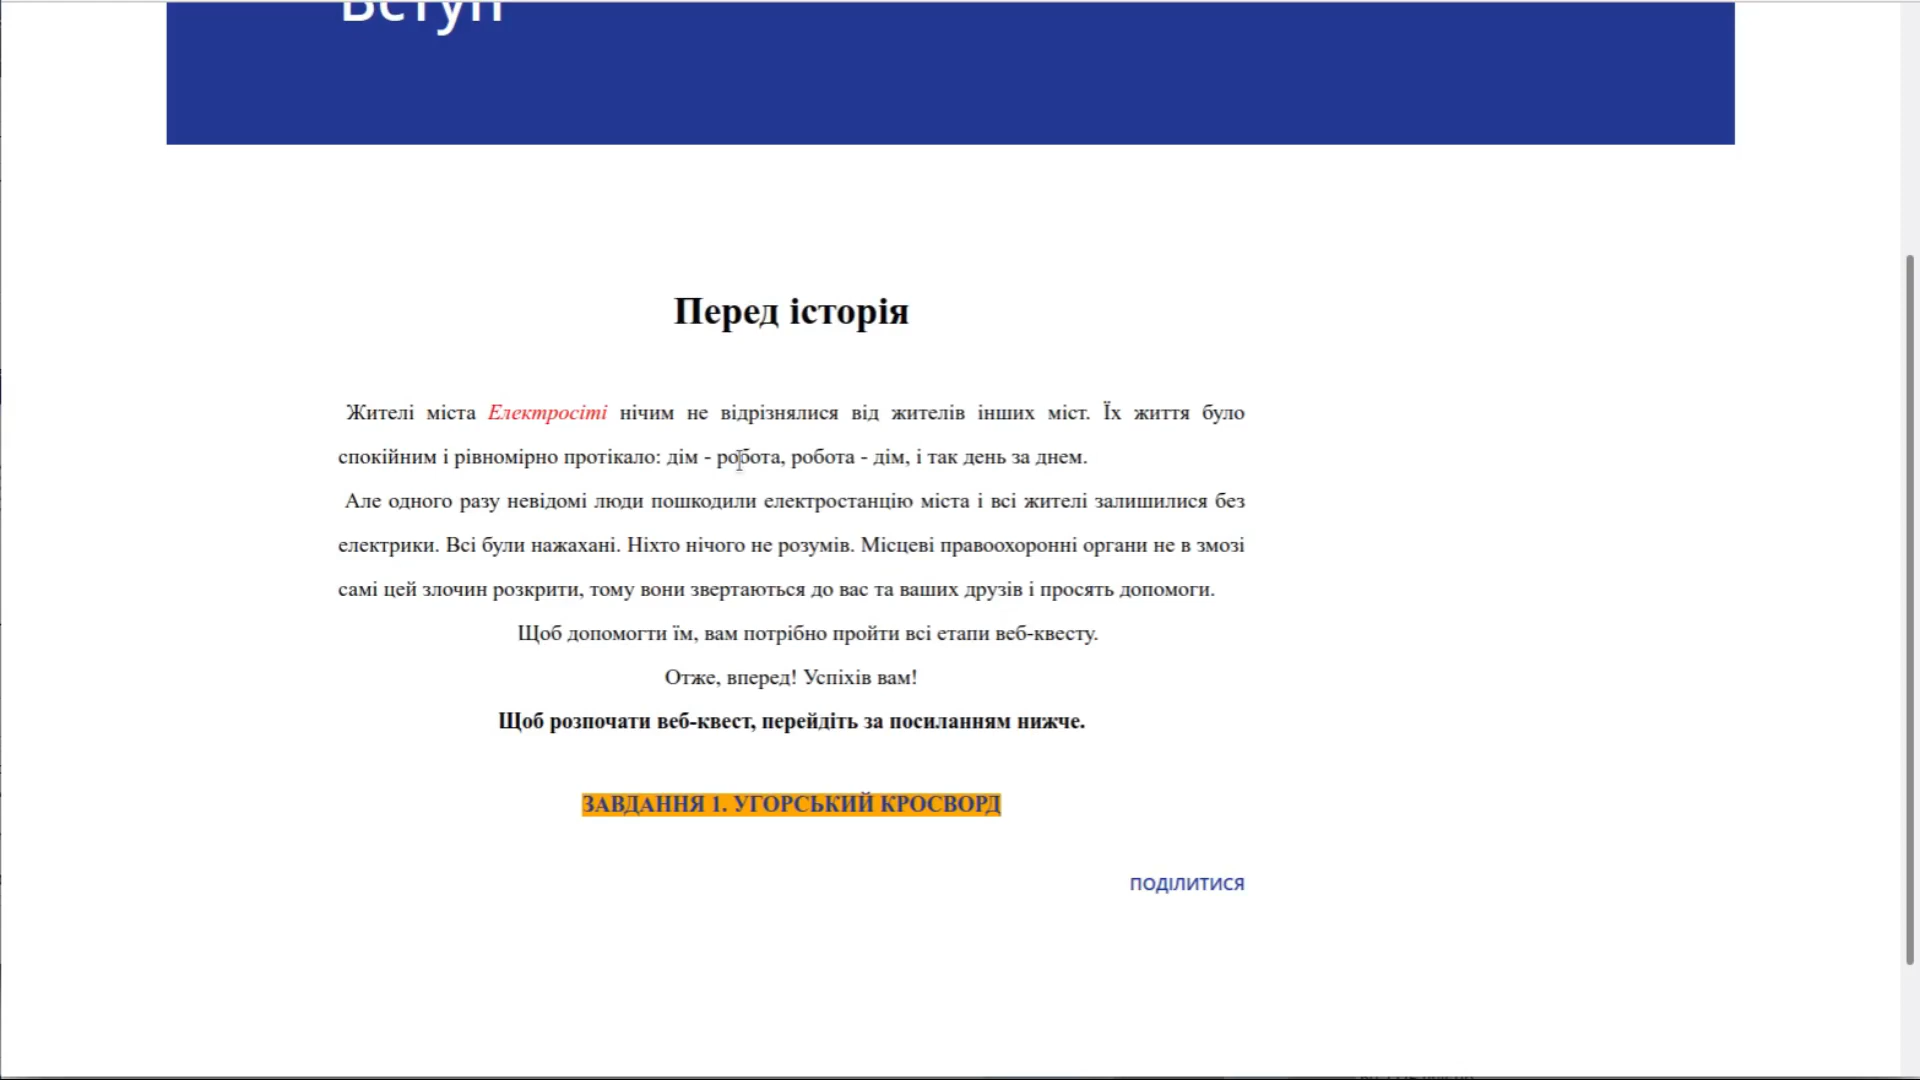 Вступ
Перед історія
Жителі міста Електросіті нічим не відрізнялися від жителів інших міст. Їх життя було
спокійним і рівномірно протікало: дім - робота, робота - дім, і так день за днем.
Але одного разу невідомі люди пошкодили електростанцію міста і всі жителі залишилися без
електрики. Всі були нажахані. Ніхто нічого не розумів. Місцеві правоохоронні органи не в змозі
самі цей злочин розкрити, тому вони звертаються до вас та ваших друзів і просять допомоги.
Щоб допомогти їм, вам потрібно пройти всі етапи веб-квесту.
Отже, вперед! Успіхів вам!
Щоб розпочати веб-квест, перейдіть за посиланням нижче.
ЗАВДАННЯ 1. УГОРСЬКИЙ КРОСВОРД
ПОДІЛИТИСЯ